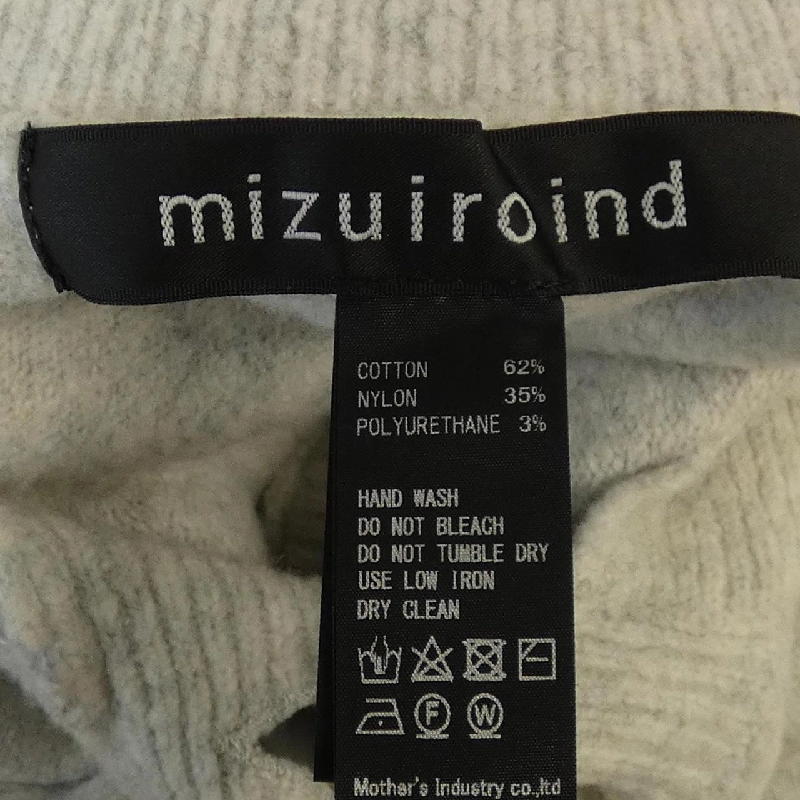 mizuiroind
COTTON 62%
NYLON 35%
POLYURETHANE 3%
HAND WASH
DO NOT BLEACH
DO NOT TUMBLE DRY
USE LOW IRON
DRY CLEAN
F W
Mother's Industry co.,ltd